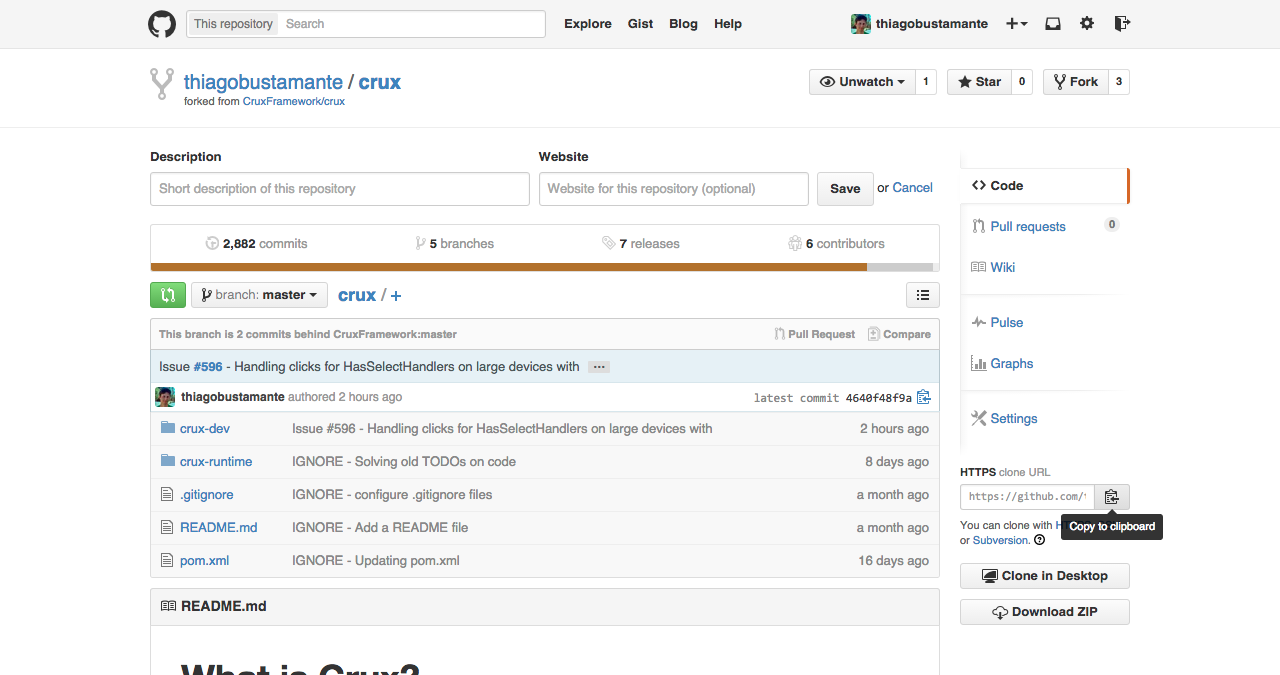 This repository Search Explore Gist Blog Help thiagobustamante
thiagobustamante / crux
Unwatch 1 Star 0 Fork 3
forked from CruxFramework/crux
Description Website
Short description of this repository Website for this repository (optional) Save or Cancel
2,882 commits 5 branches 7 releases 6 contributors
branch: master crux / +
This branch is 2 commits behind CruxFramework:master Pull Request Compare
Issue #596 - Handling clicks for HasSelectHandlers on large devices with ...
thiagobustamante authored 2 hours ago latest commit 4640f48f9a
crux-dev Issue #596 - Handling clicks for HasSelectHandlers on large devices with 2 hours ago
crux-runtime IGNORE - Solving old TODOs on code 8 days ago
.gitignore IGNORE - configure .gitignore files a month ago
README.md IGNORE - Add a README file a month ago
pom.xml IGNORE - Updating pom.xml 16 days ago
README.md
What is Crux?
Code
Pull requests 0
Wiki
Pulse
Graphs
Settings
HTTPS clone URL
https://github.com/
You can clone with
Copy to clipboard
or Subversion.
Clone in Desktop
Download ZIP